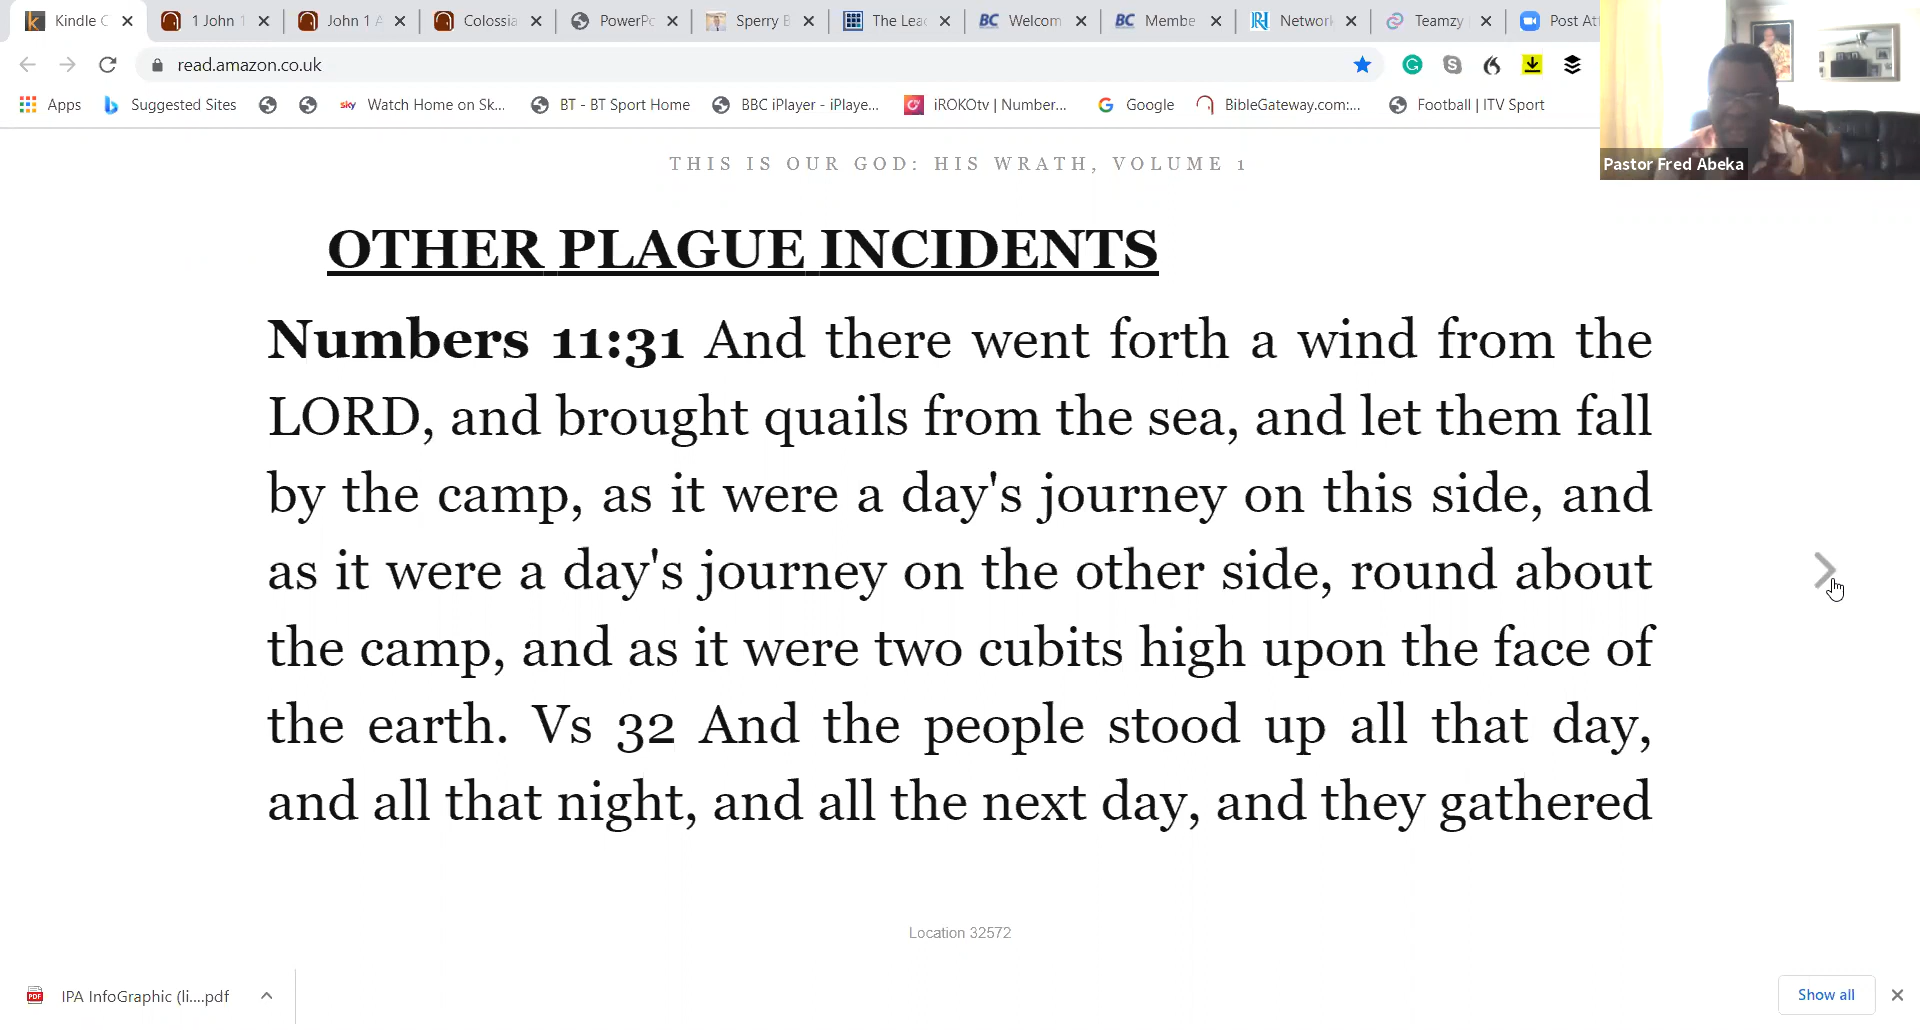 Kindle C
1 John 1
John 1 A
Colossia
PowerPo
Sperry B
The Lea
BC Welcom
BC Membe
Network
Teamzy
Post At
read.amazon.co.uk
Apps
Suggested Sites
sky Watch Home on Sk...
BT - BT Sport Home
BBC iPlayer - iPlaye...
iROKOtv | Number...
Google
BibleGateway.com:...
Football | ITV Sport
Pastor Fred Abeka
THIS IS OUR GOD: HIS WRATH, VOLUME 1
OTHER PLAGUE INCIDENTS
Numbers 11:31 And there went forth a wind from the
LORD, and brought quails from the sea, and let them fall
by the camp, as it were a day's journey on this side, and
as it were a day's journey on the other side, round about
the camp, and as it were two cubits high upon the face of
the earth. Vs 32 And the people stood up all that day,
and all that night, and all the next day, and they gathered
Location 32572
PDF IPA InfoGraphic (li....pdf
Show all